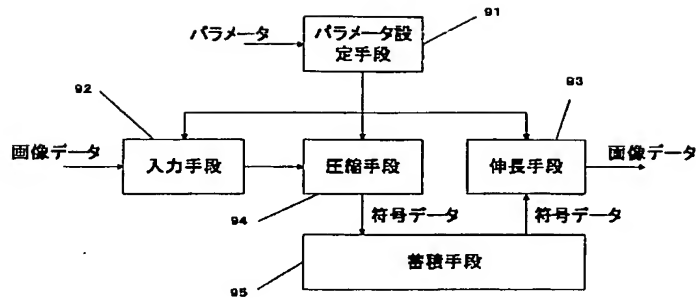 91
パラメータ
パラメータ設
定手段
92
93
画像データ
入力手段
圧縮手段
伸長手段
画像データ
94
符号データ
符号データ
蓄積手段
95